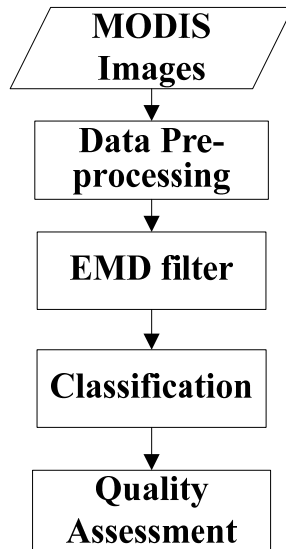 MODIS
Images
Data Pre-
processing
EMD filter
Classification
Quality
Assessment